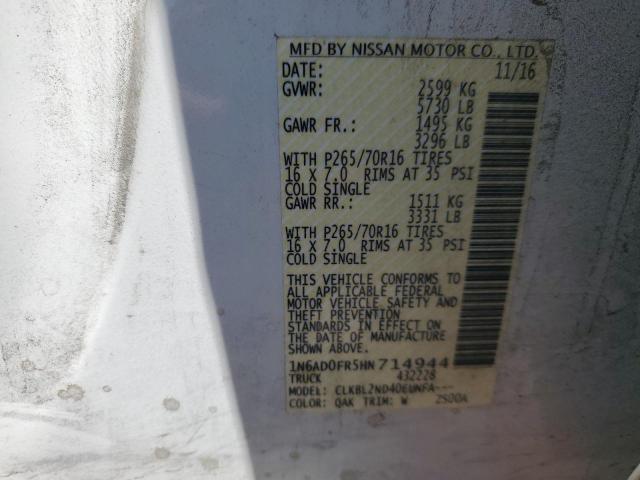 MFD BY NISSAN MOTOR CO., LTD.
DATE: 11/16
GVWR: 2599 KG
5730 LB
GAWR FR.: 1495 KG
3296 LB
WITH P265/70R16 TIRES
16 X 7.0 RIMS AT 35 PSI
COLD SINGLE
GAWR RR.: 1511 KG
3331 LB
WITH P265/70R16 TIRES
16 X 7.0 RIMS AT 35 PSI
COLD SINGLE
THIS VEHICLE CONFORMS TO
ALL APPLICABLE FEDERAL
MOTOR VEHICLE SAFETY AND
THEFT PREVENTION
STANDARDS IN EFFECT ON
THE DATE OF MANUFACTURE
SHOWN ABOVE.
1N6AD0FR5HN714944
TRUCK 432228
MODEL: CLKBL2ND40EUNFA---
COLOR: QAK TRIM: W 2S00A